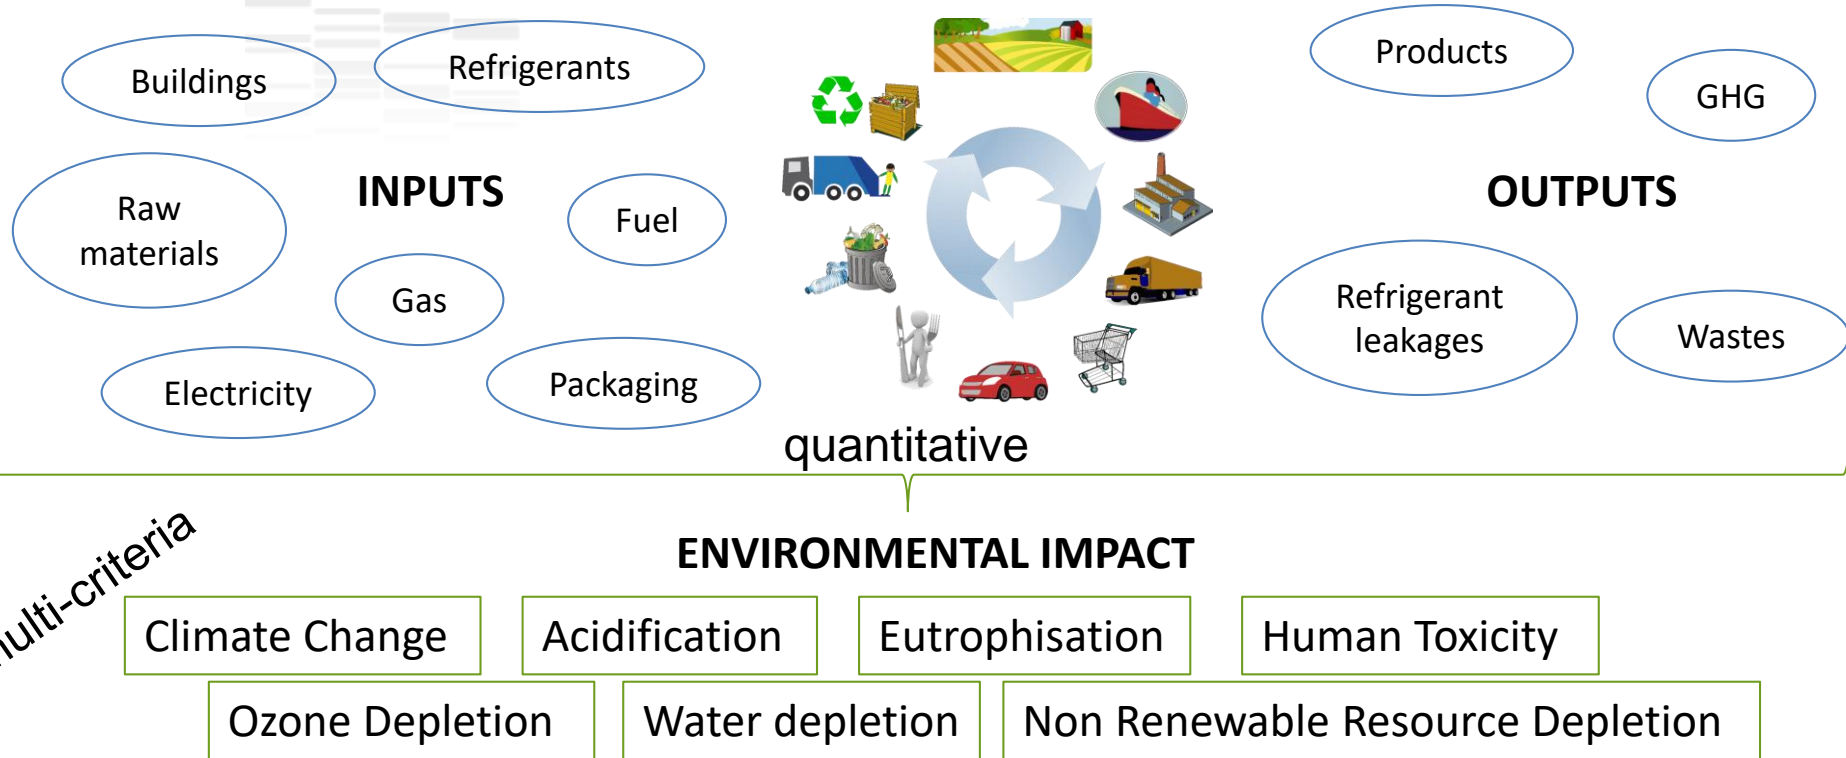 Buildings
Refrigerants
Products
GHG
INPUTS
OUTPUTS
Raw
materials
Fuel
Gas
Refrigerant
leakages
Wastes
Electricity
Packaging
quantitative
multi-criteria
ENVIRONMENTAL IMPACT
Climate Change
Acidification
Eutrophisation
Human Toxicity
Ozone Depletion
Water depletion
Non Renewable Resource Depletion